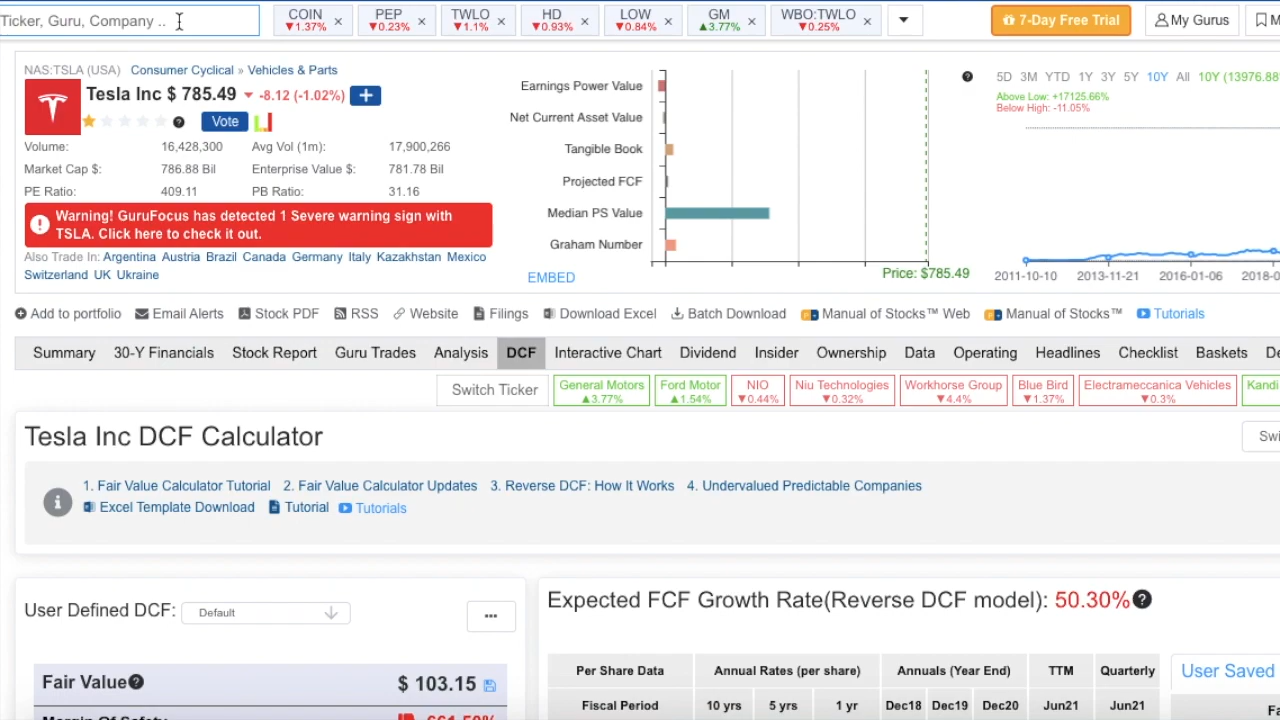 Ticker, Guru, Company ..
COIN × PEP × TWLO × HD × LOW × GM × WBO:TWLO ×
▼1.37% ▼0.23% ▼1.1% ▼0.93% ▼0.84% ▲3.77% ▼0.25%
7-Day Free Trial
My Gurus
NAS:TSLA (USA) Consumer Cyclical » Vehicles & Parts
Tesla Inc $ 785.49 ▼ -8.12 (-1.02%) +
Vote
Volume: 16,428,300 Avg Vol (1m): 17,900,266
Market Cap $: 786.88 Bil Enterprise Value $: 781.78 Bil
PE Ratio: 409.11 PB Ratio: 31.16
Warning! GuruFocus has detected 1 Severe warning sign with
TSLA. Click here to check it out.
Also Trade In: Argentina Austria Brazil Canada Germany Italy Kazakhstan Mexico
Switzerland UK Ukraine
Earnings Power Value
Net Current Asset Value
Tangible Book
Projected FCF
Median PS Value
Graham Number
Price: $785.49
EMBED
5D 3M YTD 1Y 3Y 5Y 10Y All 10Y (13976.88
Above Low: +17125.66%
Below High: -11.05%
2011-10-10 2013-11-21 2016-01-06 2018-0
Add to portfolio Email Alerts Stock PDF RSS Website Filings Download Excel Batch Download Manual of Stocks™ Web Manual of Stocks™ Tutorials
Summary 30-Y Financials Stock Report Guru Trades Analysis DCF Interactive Chart Dividend Insider Ownership Data Operating Headlines Checklist Baskets De
Switch Ticker General Motors Ford Motor NIO Niu Technologies Workhorse Group Blue Bird Electrameccanica Vehicles Kandi
▲3.77% ▲1.54% ▼0.44% ▼0.32% ▼4.4% ▼1.37% ▼0.3%
Tesla Inc DCF Calculator
Swi
1. Fair Value Calculator Tutorial 2. Fair Value Calculator Updates 3. Reverse DCF: How It Works 4. Undervalued Predictable Companies
Excel Template Download Tutorial Tutorials
User Defined DCF: Default
...
Fair Value $ 103.15
Margin Of Safety -661.50%
Expected FCF Growth Rate(Reverse DCF model): 50.30%
Per Share Data Annual Rates (per share) Annuals (Year End) TTM Quarterly
Fiscal Period 10 yrs 5 yrs 1 yr Dec18 Dec19 Dec20 Jun21 Jun21
User Saved
Fa